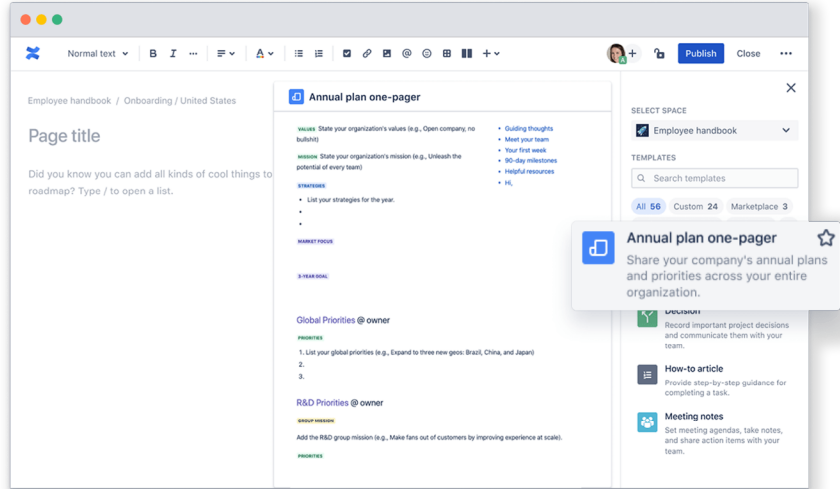 Normal text
B I ... A @ +
A +
Publish
Close
...
Employee handbook / Onboarding / United States
Page title
Did you know you can add all kinds of cool things to
roadmap? Type / to open a list.
Annual plan one-pager
VALUES State your organization's values (e.g., Open company, no
bullshit)
MISSION State your organization's mission (e.g., Unleash the
potential of every team)
STRATEGIES
• List your strategies for the year.
•
•
MARKET FOCUS
3-YEAR GOAL
• Guiding thoughts
• Meet your team
• Your first week
• 90-day milestones
• Helpful resources
• Hi,
Global Priorities @ owner
PRIORITIES
1. List your global priorities (e.g., Expand to three new geos: Brazil, China, and Japan)
2.
3.
R&D Priorities @ owner
GROUP MISSION
Add the R&D group mission (e.g., Make fans out of customers by improving experience at scale).
PRIORITIES
SELECT SPACE
Employee handbook
TEMPLATES
Search templates
All 56 Custom 24 Marketplace 3
Annual plan one-pager
Share your company's annual plans
and priorities across your entire
organization.
Decision
Record important project decisions
and communicate them with your
team.
How-to article
Provide step-by-step guidance for
completing a task.
Meeting notes
Set meeting agendas, take notes,
and share action items with your
team.